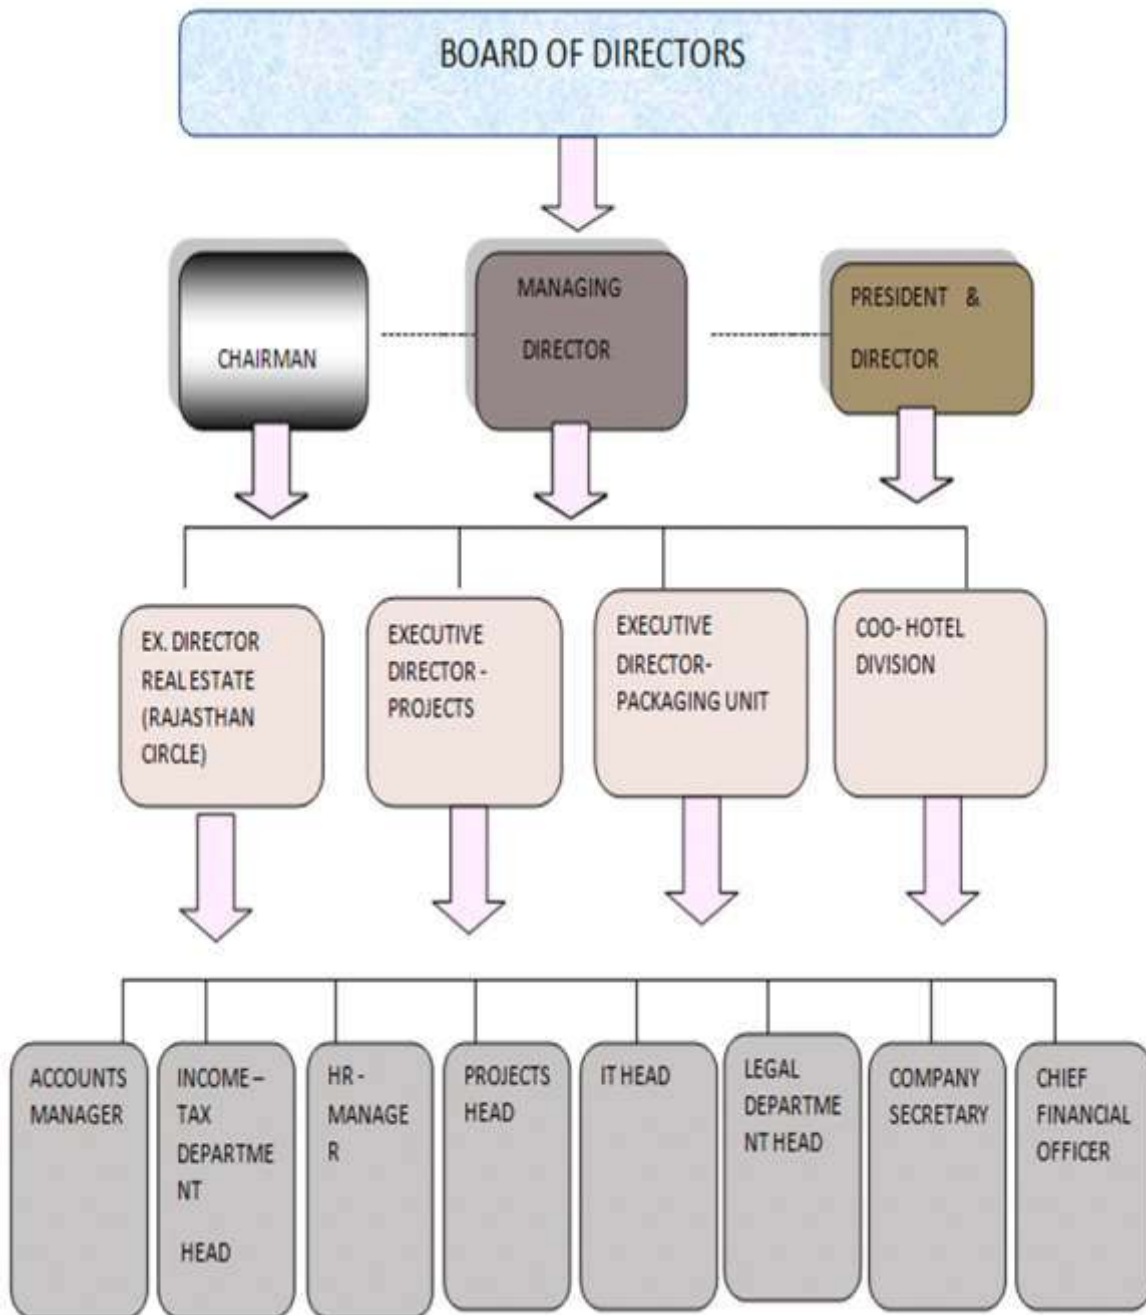 BOARD OF DIRECTORS
CHAIRMAN
MANAGING
DIRECTOR
PRESIDENT &
DIRECTOR
EX. DIRECTOR
REAL ESTATE
(RAJASTHAN
CIRCLE)
EXECUTIVE
DIRECTOR -
PROJECTS
EXECUTIVE
DIRECTOR-
PACKAGING UNIT
COO- HOTEL
DIVISION
ACCOUNTS
MANAGER
INCOME –
TAX
DEPARTME
NT
HEAD
HR -
MANAGE
R
PROJECTS
HEAD
IT HEAD
LEGAL
DEPARTME
NT HEAD
COMPANY
SECRETARY
CHIEF
FINANCIAL
OFFICER